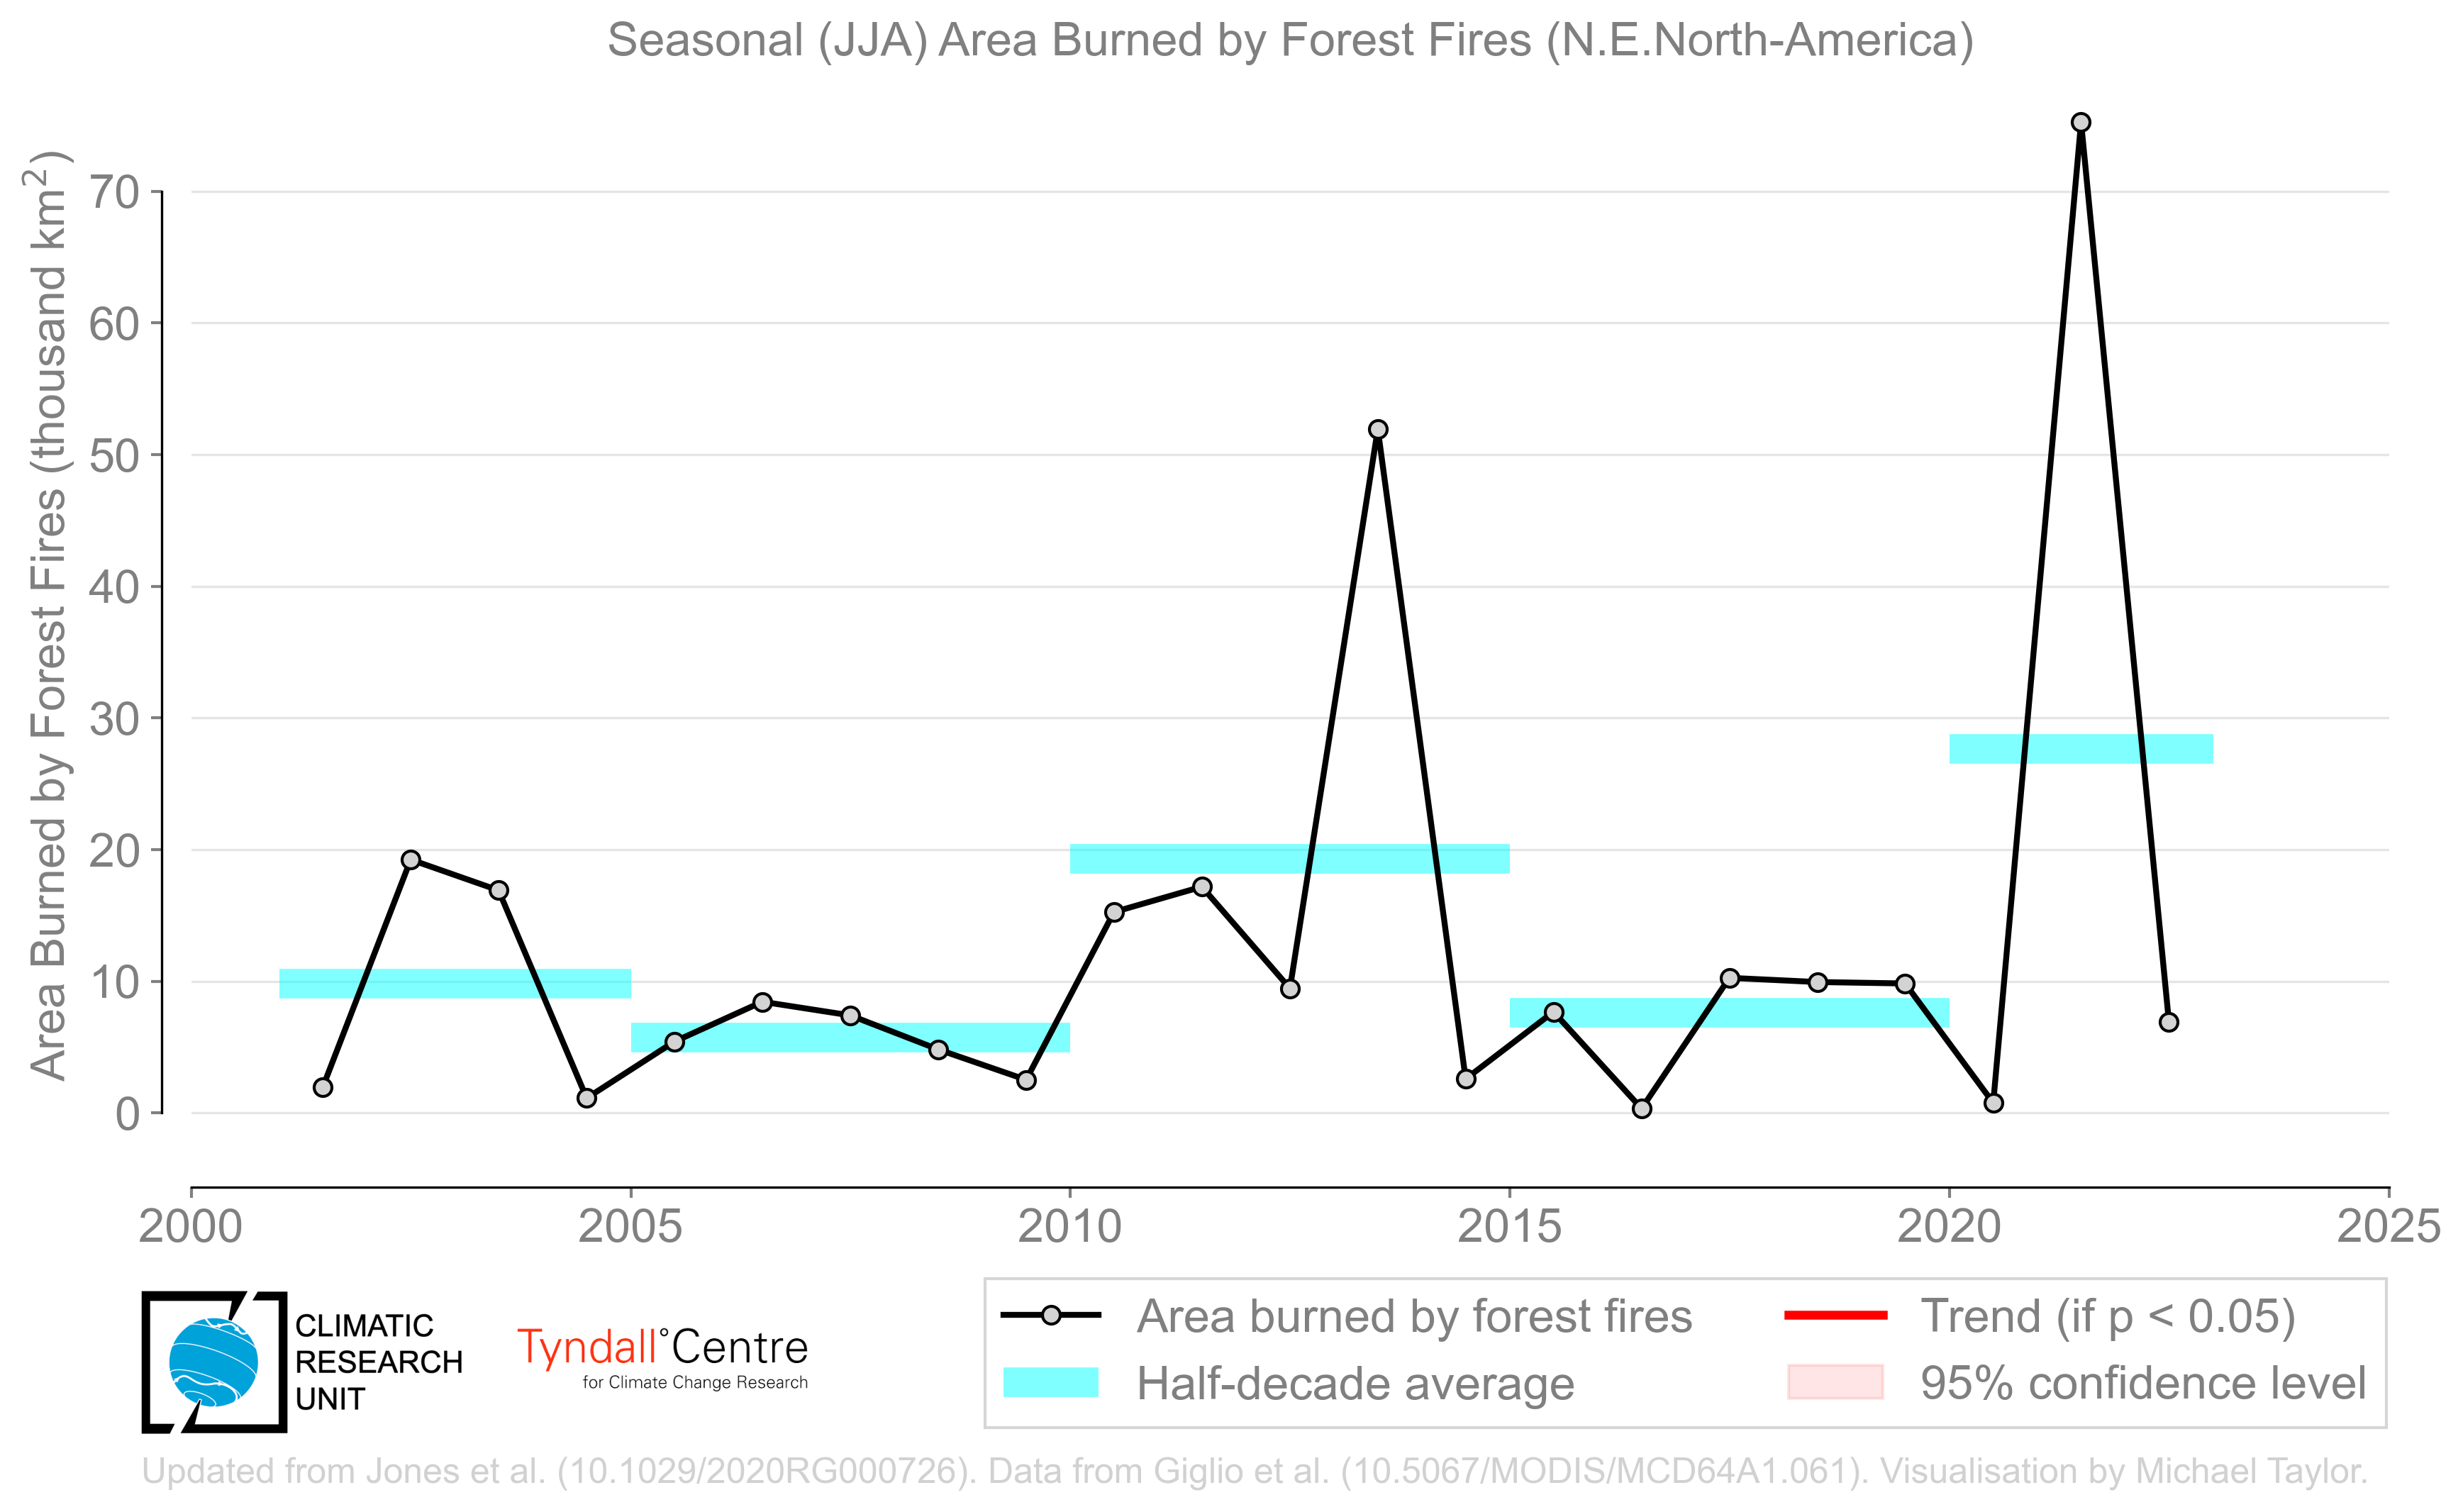 Seasonal (JJA) Area Burned by Forest Fires (N.E.North-America)
Area Burned by Forest Fires (thousand km²)
70
60
50
40
30
20
10
0
2000 2005 2010 2015 2020 2025
CLIMATIC
RESEARCH
UNIT
Tyndall°Centre
for Climate Change Research
Area burned by forest fires
Half-decade average
Trend (if p < 0.05)
95% confidence level
Updated from Jones et al. (10.1029/2020RG000726). Data from Giglio et al. (10.5067/MODIS/MCD64A1.061). Visualisation by Michael Taylor.